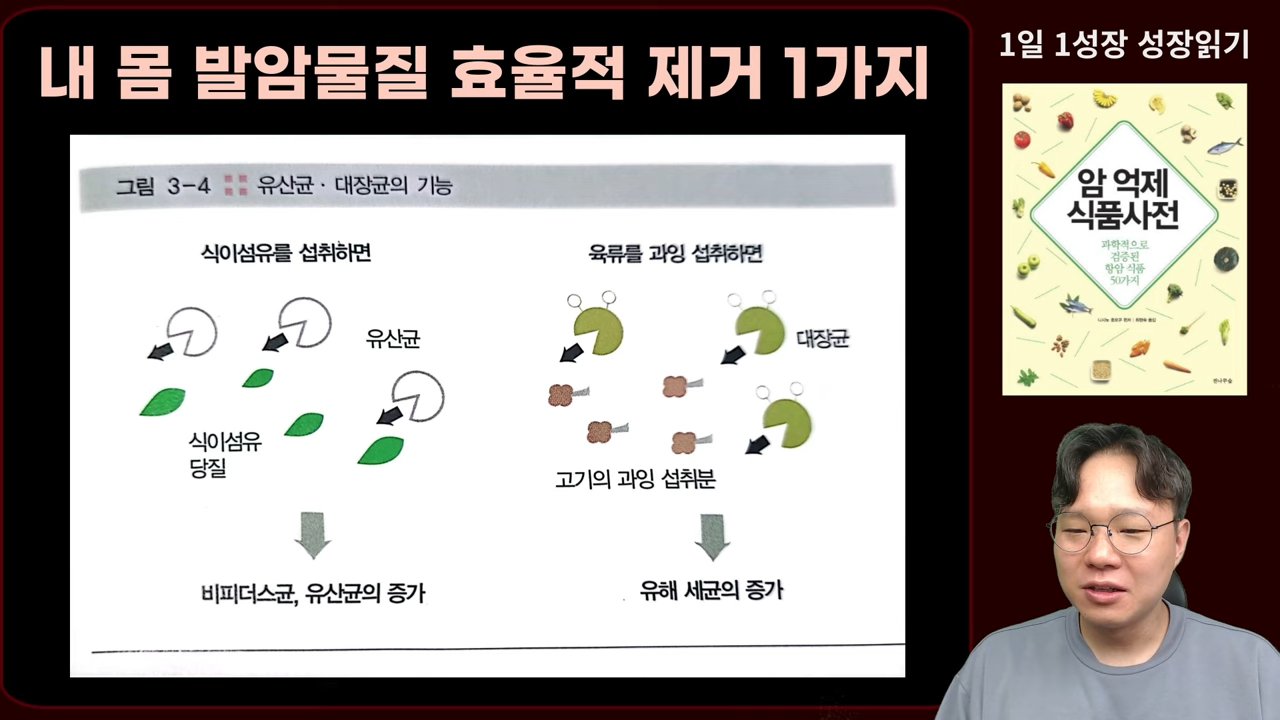 내 몸 발암물질 효율적 제거 1가지
1일 1성장 성장읽기
그림 3-4 유산균·대장균의 기능
식이섬유를 섭취하면
유산균
식이섬유
당질
비피더스균, 유산균의 증가
육류를 과잉 섭취하면
대장균
고기의 과잉 섭취분
유해 세균의 증가
암 억제
식품사전
과학적으로
검증된
항암 식품
50가지
전나무숲